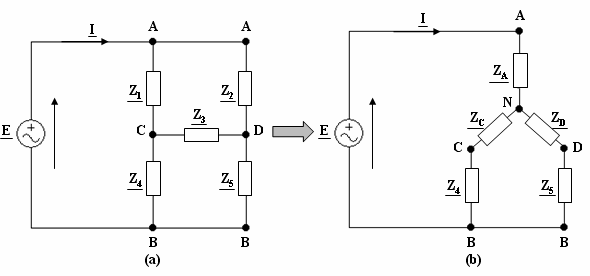 I A A
Z1 Z2
Z3
E + C D
Z4 Z5
B B
(a)
I A
ZA
N
E + ZC ZD
C D
Z4 Z5
B B
(b)